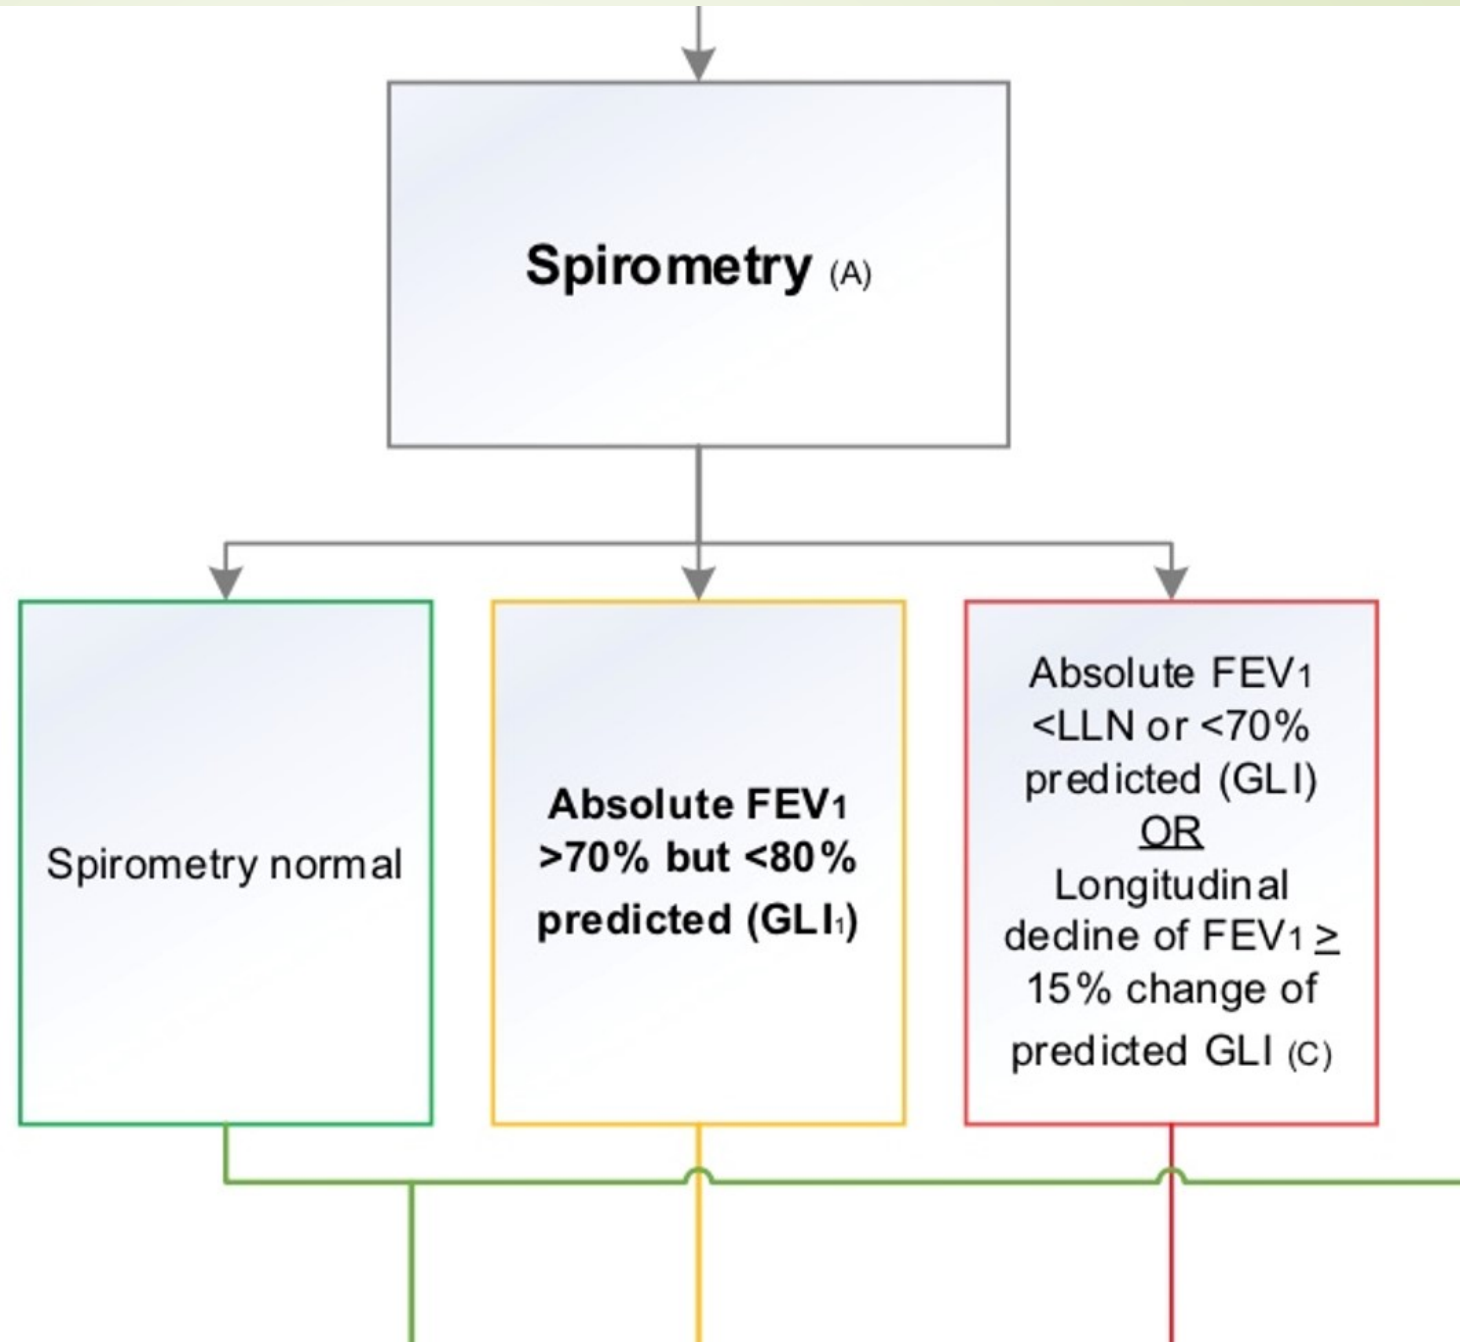 Spirometry (A)
Spirometry normal
Absolute FEV1
>70% but <80%
predicted (GLI1)
Absolute FEV1
<LLN or <70%
predicted (GLI)
OR
Longitudinal
decline of FEV1 ≥
15% change of
predicted GLI (C)